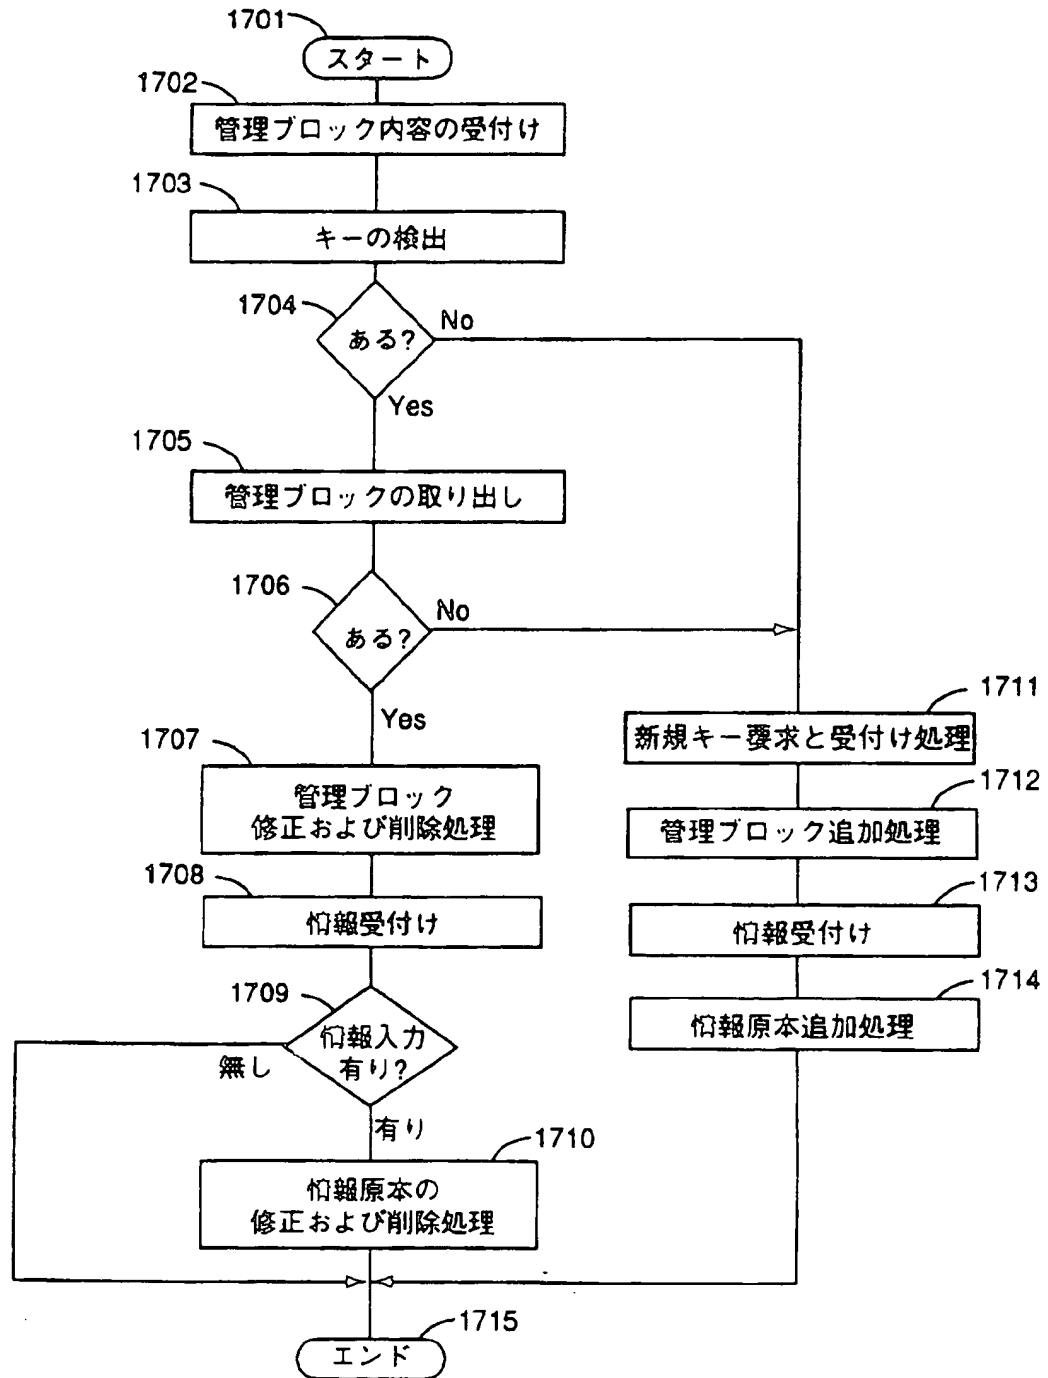 1701
スタート
1702
管理ブロック内容の受付け
1703
キーの検出
1704
ある?
No
Yes
1705
管理ブロックの取り出し
1706
ある?
No
Yes
1707
管理ブロック
修正および削除処理
1708
情報受付け
1709
情報入力
有り?
無し
有り
1710
情報原本の
修正および削除処理
1711
新規キー要求と受付け処理
1712
管理ブロック追加処理
1713
情報受付け
1714
情報原本追加処理
1715
エンド